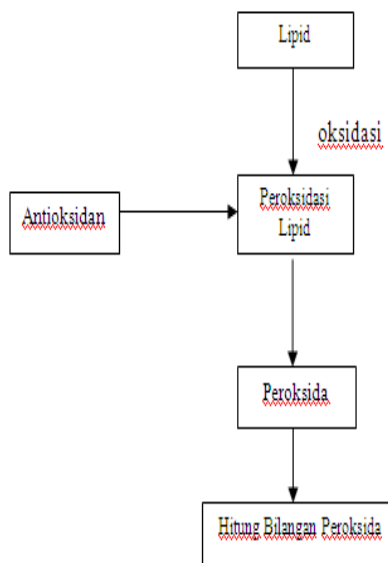 Lipid
oksidasi
Antioksidan
Peroksidasi
Lipid
Peroksida
Hitung Bilangan Peroksida